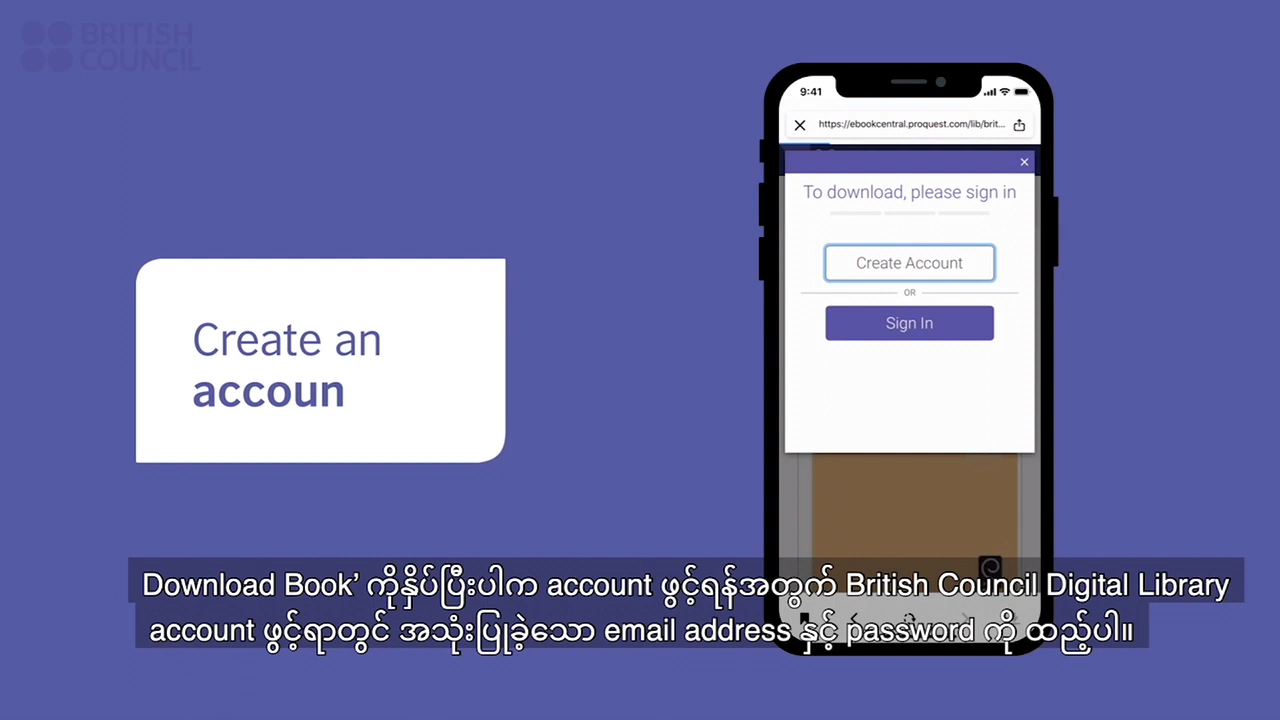 BRITISH
COUNCIL
9:41
https://ebookcentral.proquest.com/lib/brit...
To download, please sign in
Create Account
OR
Sign In
Create an
accoun
Download Book’ ကိုနှိပ်ပြီးပါက account ဖွင့်ရန်အတွက် British Council Digital Library
account ဖွင့်ရာတွင် အသုံးပြုခဲ့သော email address နှင့် password ကို ထည့်ပါ။